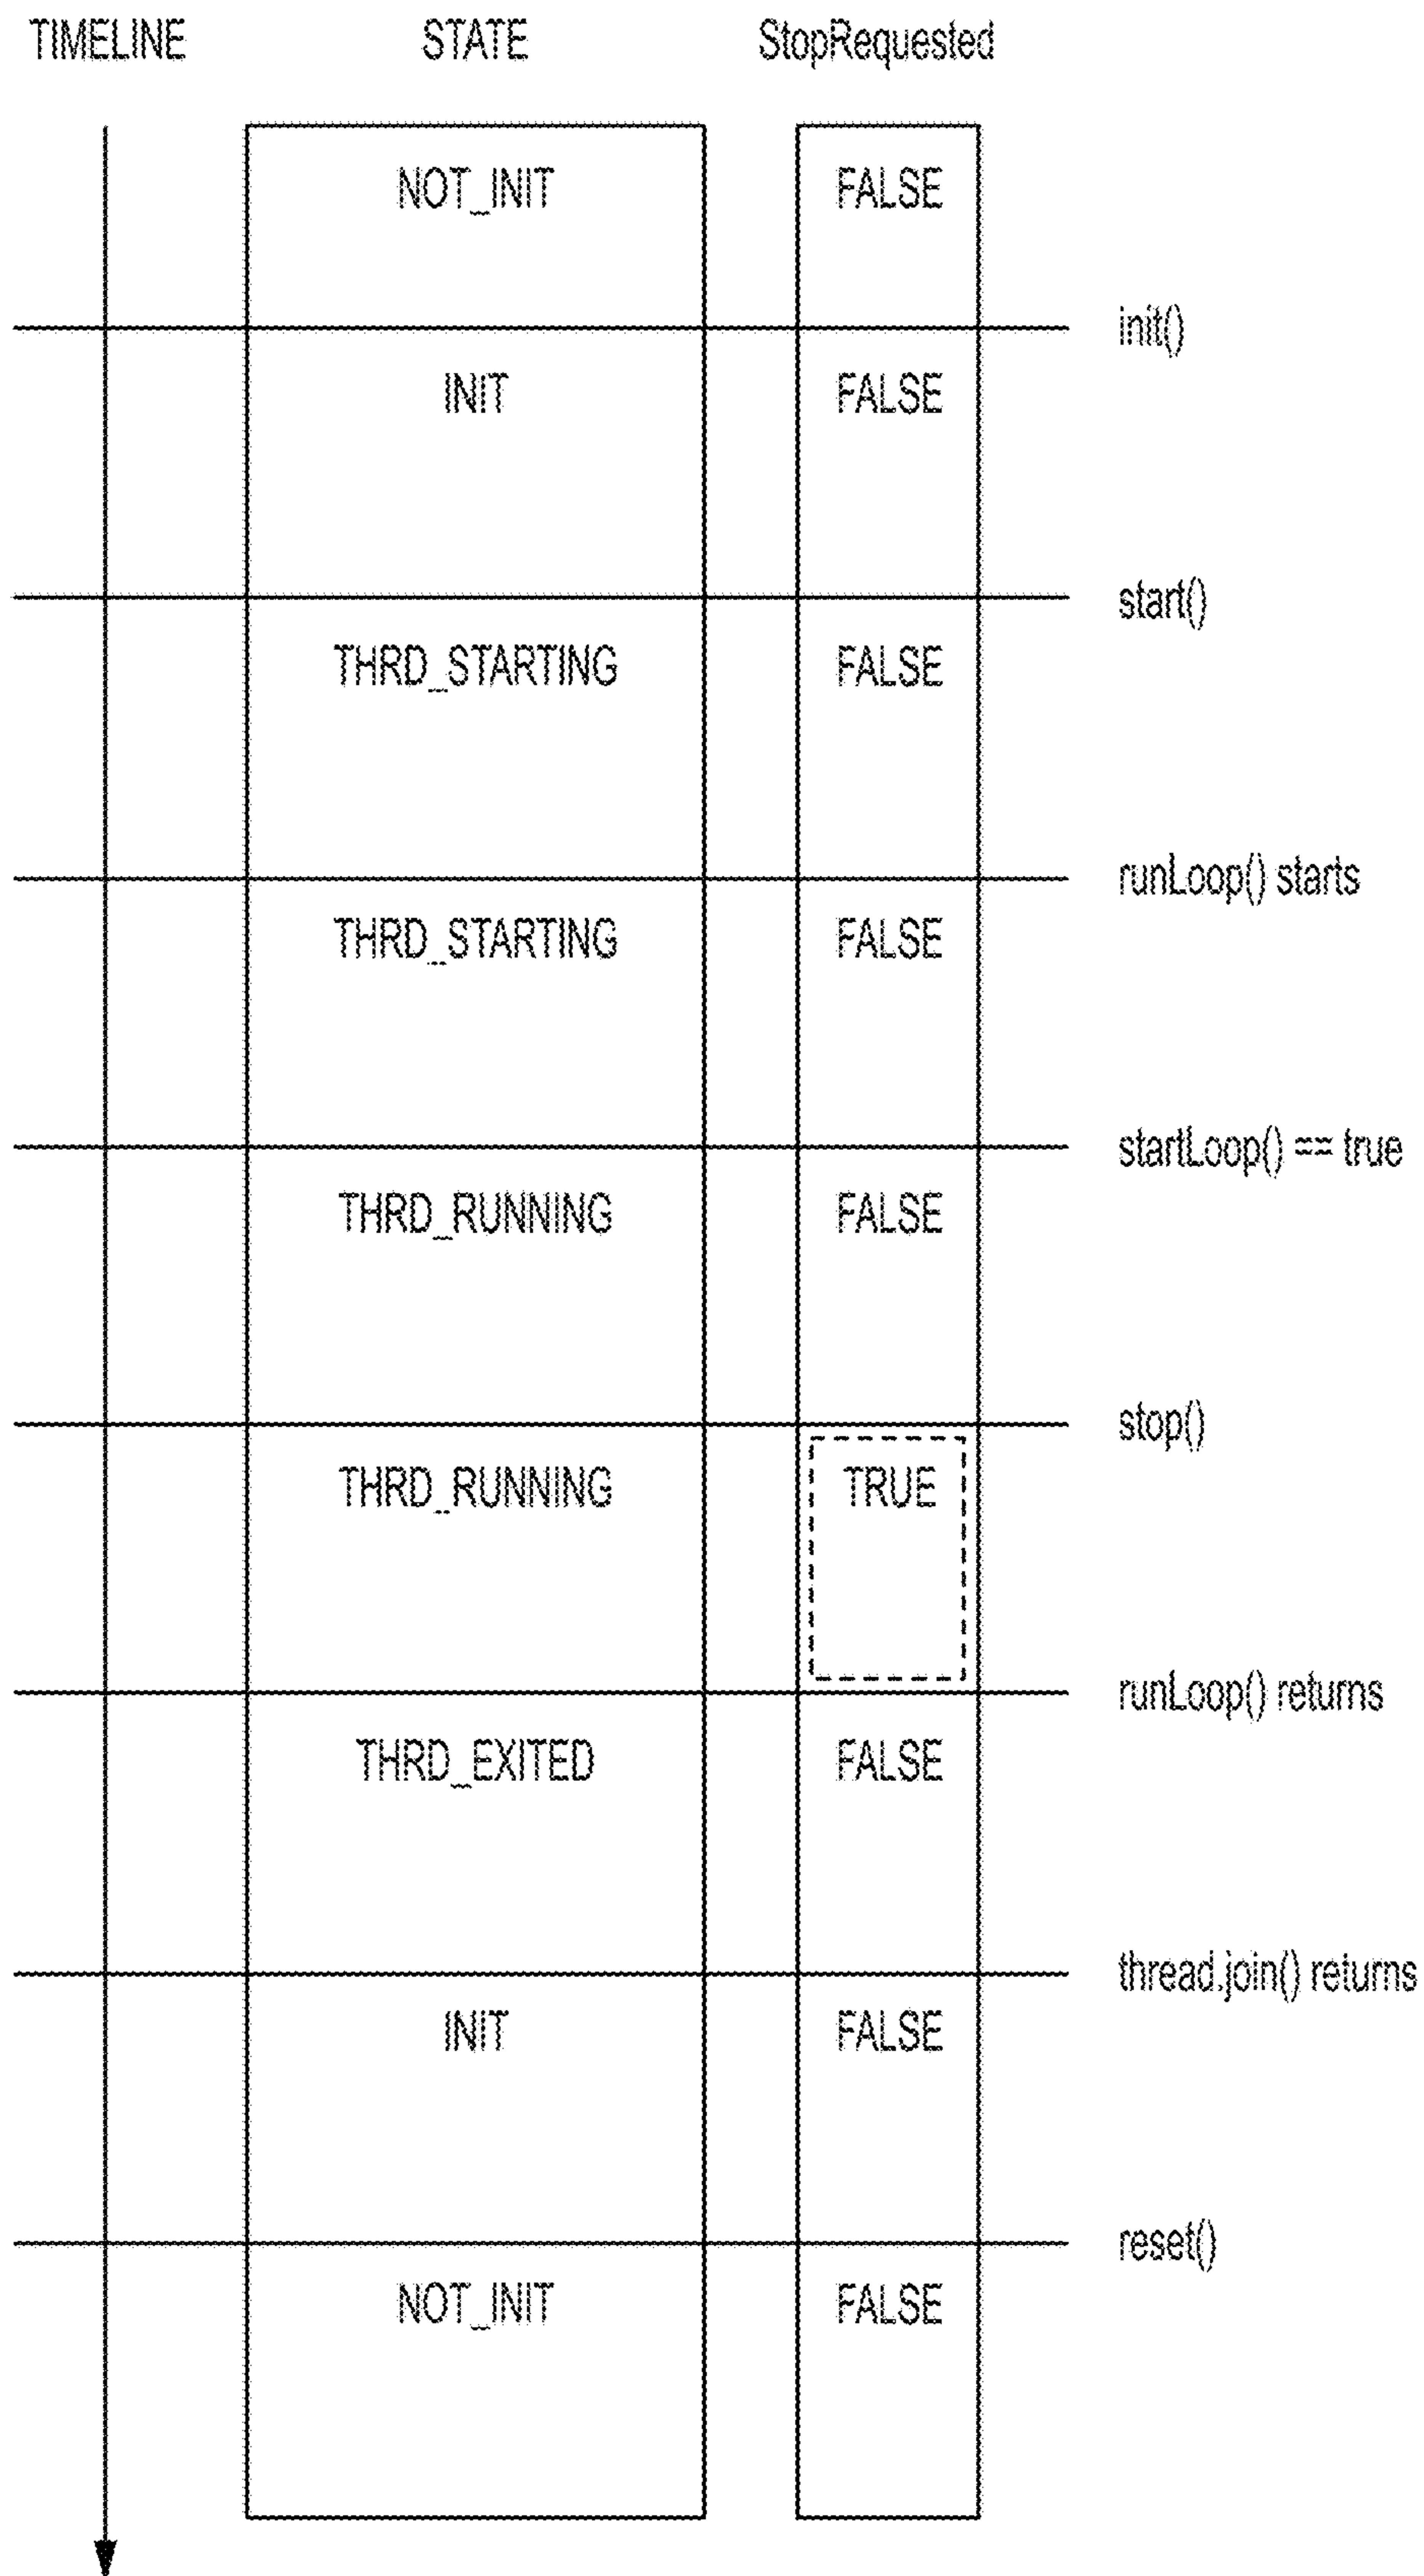 TIMELINE STATE StopRequested
NOT_INIT FALSE
init()
INIT FALSE
start()
THRD_STARTING FALSE
runLoop() starts
THRD_STARTING FALSE
startLoop() == true
THRD_RUNNING FALSE
stop()
THRD_RUNNING TRUE
runLoop() returns
THRD_EXITED FALSE
thread.join() returns
INIT FALSE
reset()
NOT_INIT FALSE